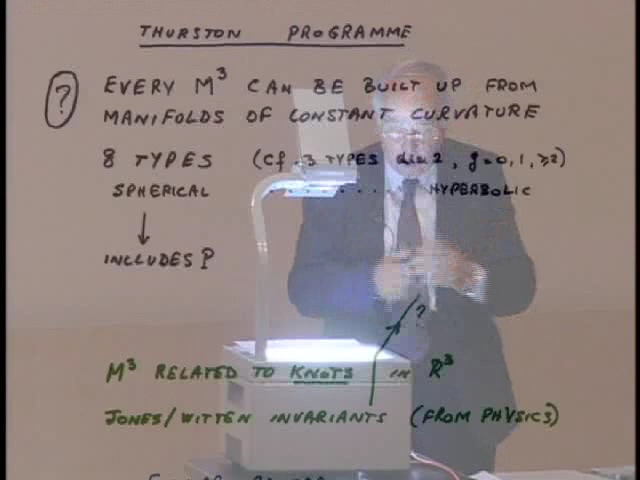 THURSTON PROGRAMME
? EVERY M³ CAN BE BUILT UP FROM
MANIFOLDS OF CONSTANT CURVATURE
8 TYPES (Cf. 3 TYPES dim 2, g=0, 1, ≥2)
SPHERICAL ......... HYPERBOLIC
↓
INCLUDES P
?
M³ RELATED TO KNOTS IN R³
JONES/WITTEN INVARIANTS (FROM PHYSICS)